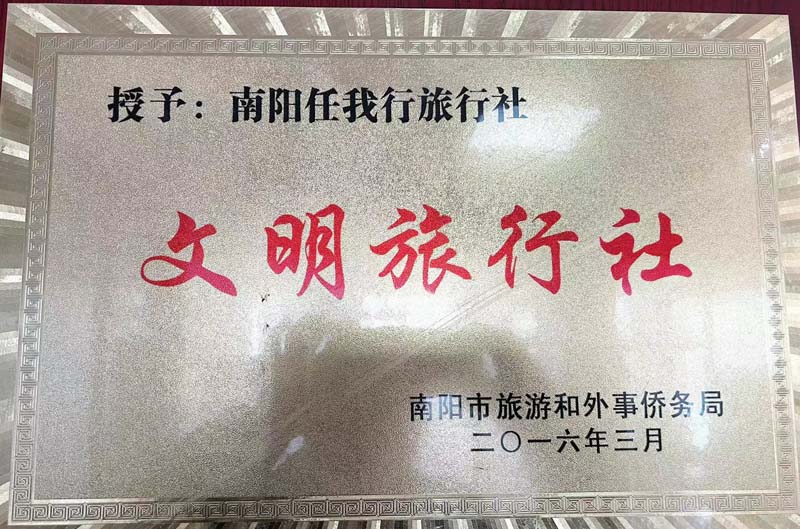 授予：南阳任我行旅行社
文明旅行社
南阳市旅游和外事侨务局
二〇一六年三月